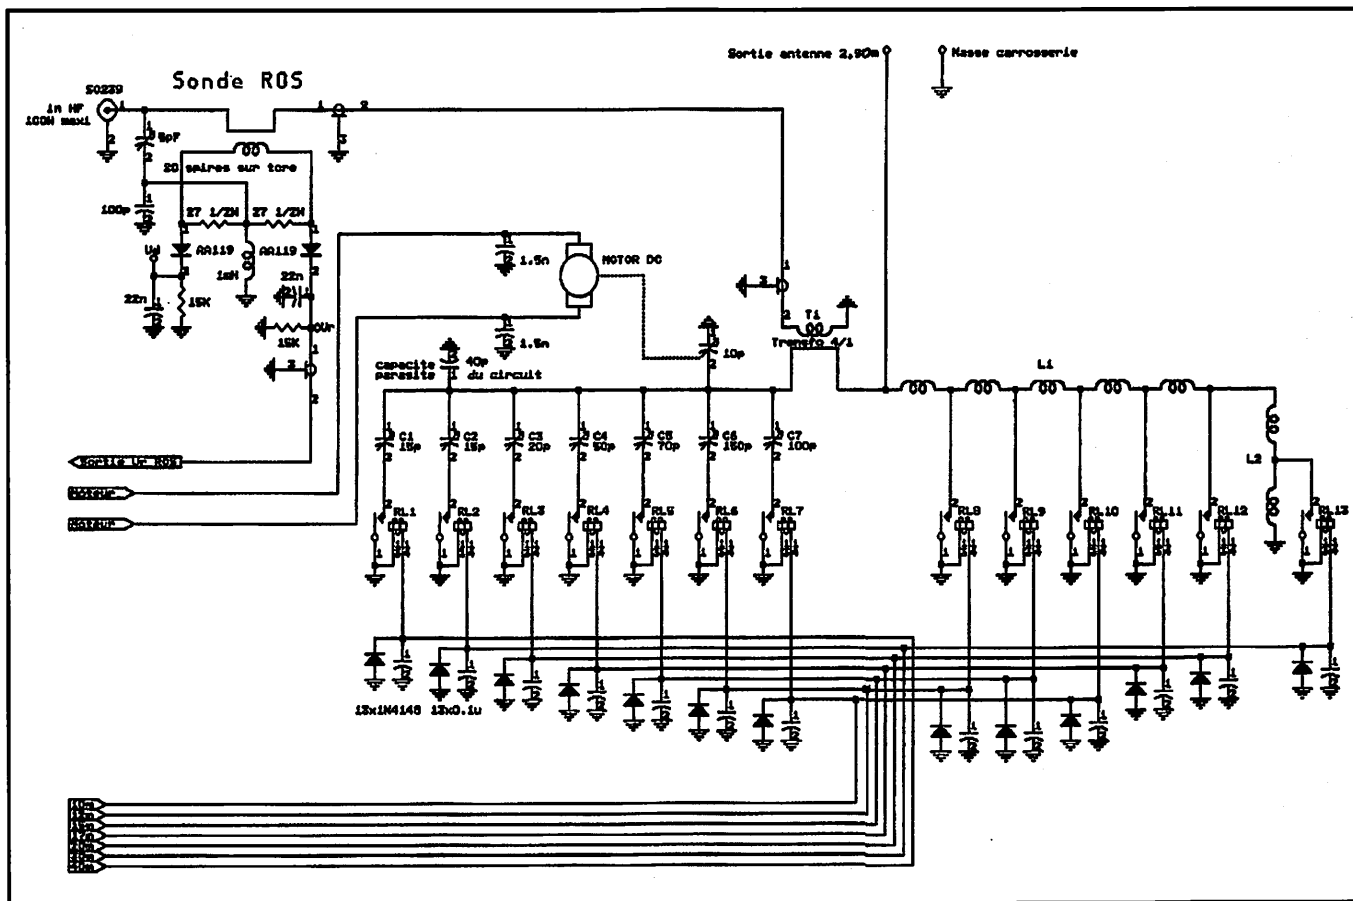 Sortie antenne 2,90m
Masse carrosserie
Sonde ROS
SO239
in HF
100W maxi
5pF
20 spires sur tore
100p
27 1/2W
27 1/2W
AA119
AA119
1mH
22n
22n
15K
15K
Ur
1.5n
MOTOR DC
1.5n
T1
Transfo 4/1
10p
capacite
parasite
40p
du circuit
L1
C1
15p
C2
15p
C3
20p
C4
50p
C5
70p
C6
150p
C7
100p
L2
Sortie Ur ROS
Moteur
Moteur
RL1
RL2
RL3
RL4
RL5
RL6
RL7
RL8
RL9
RL10
RL11
RL12
RL13
13x1N4148
13x0.1u
10m